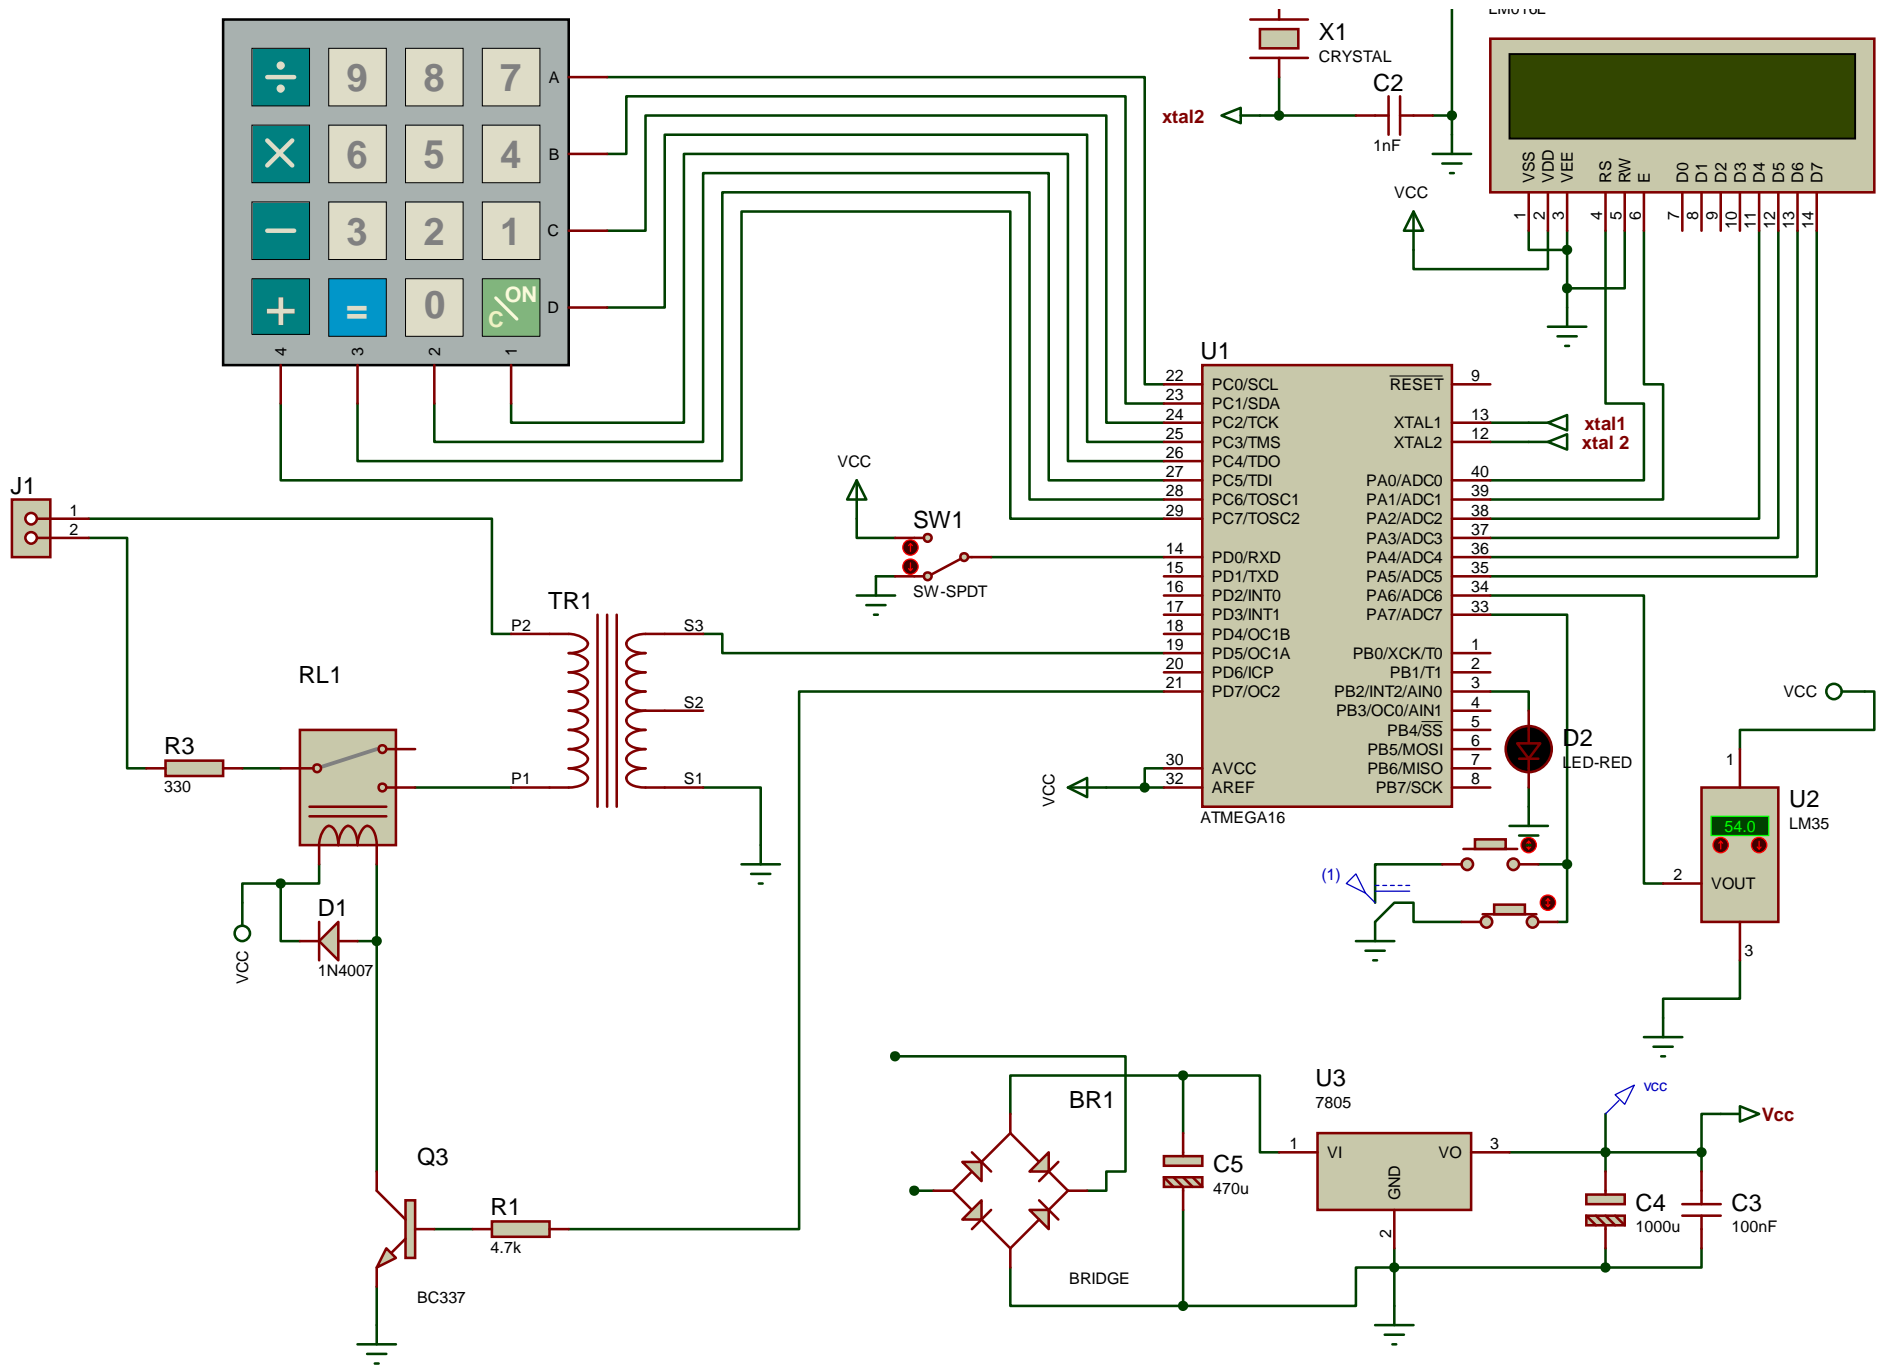 X1
CRYSTAL
C2
1nF
xtal2
÷ 9 8 7 A
× 6 5 4 B
− 3 2 1 C
+ = 0 ON/C D
4 3 2 1
VSS VDD VEE RS RW E D0 D1 D2 D3 D4 D5 D6 D7
1 2 3 4 5 6 7 8 9 10 11 12 13 14
VCC
U1
22 PC0/SCL
23 PC1/SDA
24 PC2/TCK
25 PC3/TMS
26 PC4/TDO
27 PC5/TDI
28 PC6/TOSC1
29 PC7/TOSC2
14 PD0/RXD
15 PD1/TXD
16 PD2/INT0
17 PD3/INT1
18 PD4/OC1B
19 PD5/OC1A
20 PD6/ICP
21 PD7/OC2
30 AVCC
32 AREF
RESET 9
XTAL1 13
XTAL2 12
PA0/ADC0 40
PA1/ADC1 39
PA2/ADC2 38
PA3/ADC3 37
PA4/ADC4 36
PA5/ADC5 35
PA6/ADC6 34
PA7/ADC7 33
PB0/XCK/T0 1
PB1/T1 2
PB2/INT2/AIN0 3
PB3/OC0/AIN1 4
PB4/SS 5
PB5/MOSI 6
PB6/MISO 7
PB7/SCK 8
ATMEGA16
xtal1
xtal 2
VCC
SW1
SW-SPDT
J1
1
2
TR1
P2
P1
S3
S2
S1
RL1
R3
330
VCC
D1
1N4007
VCC
D2
LED-RED
(1)
VCC
1
U2
LM35
54.0
2 VOUT
3
Q3
BC337
R1
4.7k
BR1
BRIDGE
C5
470u
U3
7805
1 VI
VO 3
GND
2
vcc
Vcc
C4
1000u
C3
100nF